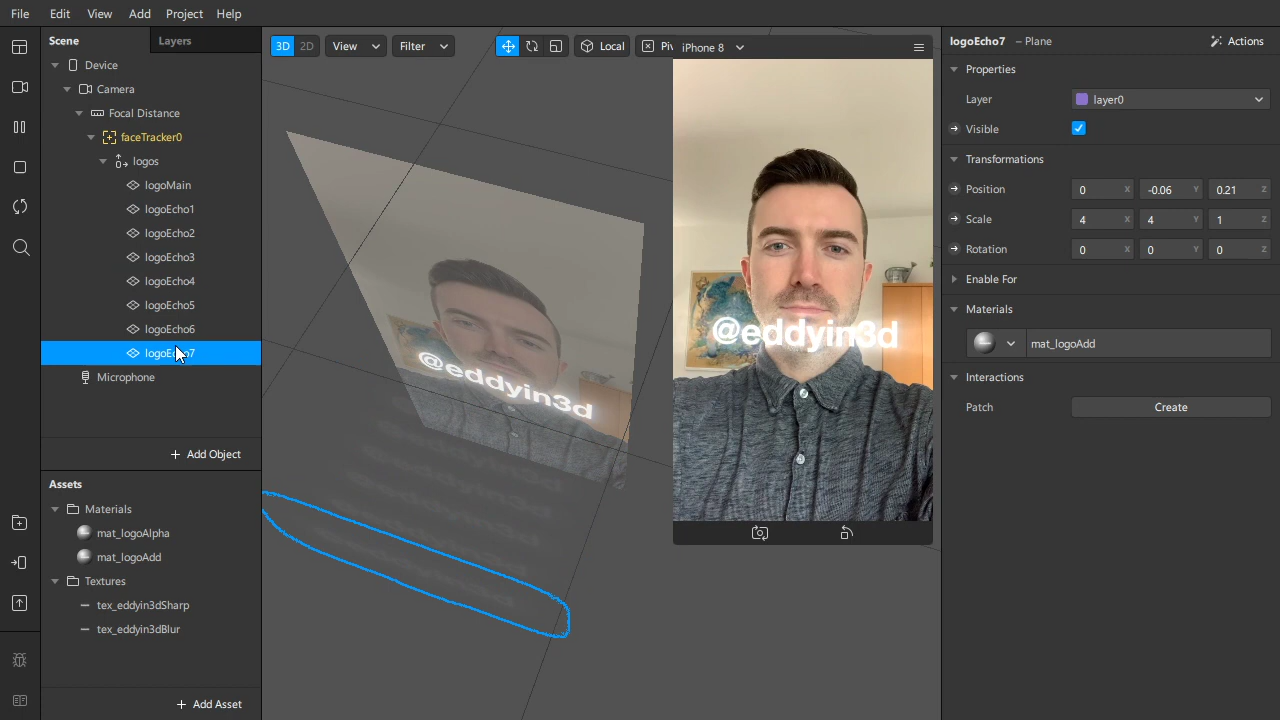 File Edit View Add Project Help
Scene Layers
Device
Camera
Focal Distance
faceTracker0
logos
logoMain
logoEcho1
logoEcho2
logoEcho3
logoEcho4
logoEcho5
logoEcho6
Microphone
+ Add Object
Assets
Materials
mat_logoAlpha
mat_logoAdd
Textures
tex_eddyin3dSharp
tex_eddyin3dBlur
+ Add Asset
3D 2D View Filter Local
iPhone 8
@eddyin3d
@eddyin3d
logoEcho7 – Plane Actions
Properties
Layer layer0
Visible
Transformations
Position 0 X -0.06 Y 0.21 Z
Scale 4 X 4 Y 1 Z
Rotation 0 X 0 Y 0 Z
Enable For
Materials
mat_logoAdd
Interactions
Patch Create